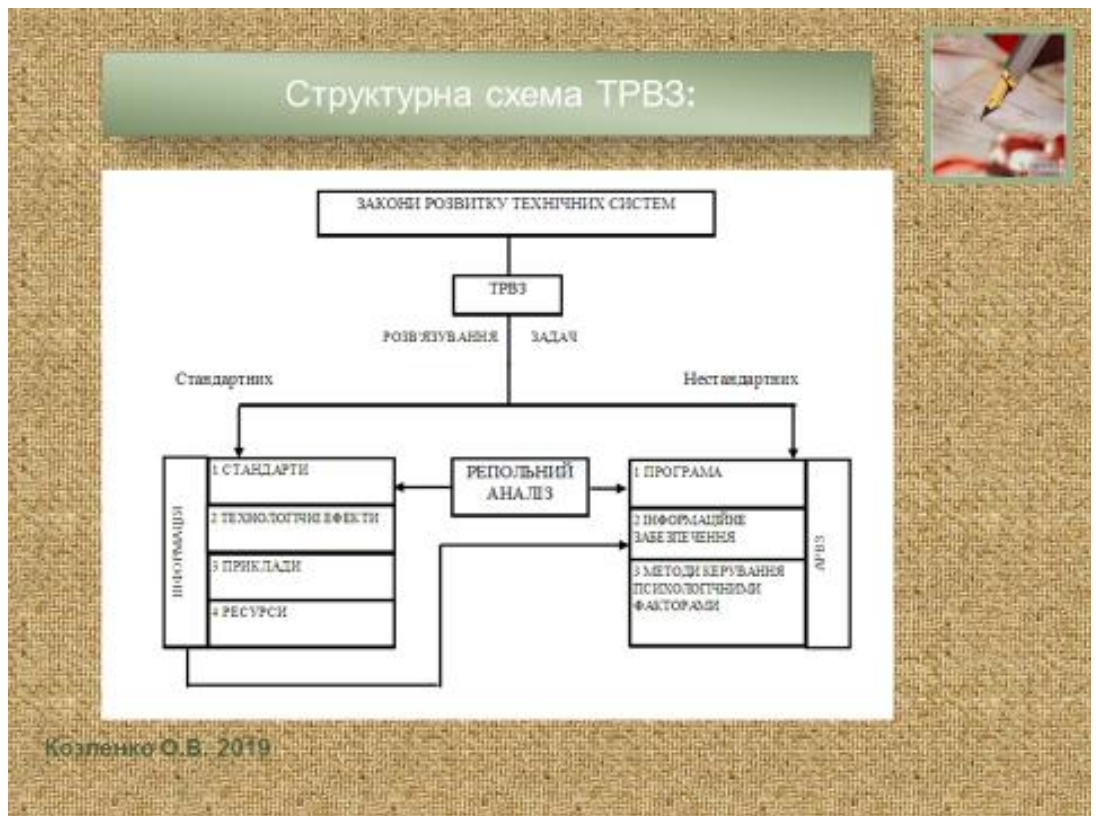 Структурна схема ТРВЗ:
ЗАКОНИ РОЗВИТКУ ТЕХНІЧНИХ СИСТЕМ
ТРВЗ
РОЗВ'ЯЗУВАННЯ ЗАДАЧ
Стандартних Нестандартних
ІНФОРМАЦІЯ
1 СТАНДАРТИ
2 ТЕХНОЛОГІЧНІ ЕФЕКТИ
3 ПРИКЛАДИ
4 РЕСУРСИ
РЕПОЛЬНИЙ
АНАЛІЗ
1 ПРОГРАМА
2 ІНФОРМАЦІЙНЕ
ЗАБЕЗПЕЧЕННЯ
3 МЕТОДИ КЕРУВАННЯ
ПСИХОЛОГІЧНИМИ
ФАКТОРАМИ
АРВЗ
Козленко О.В. 2019